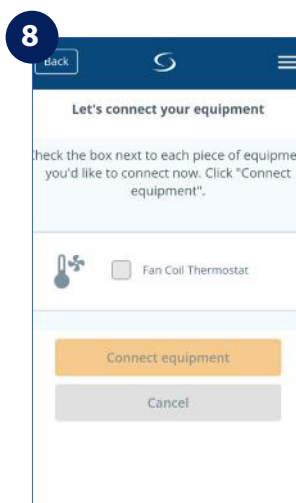 8
Back
Let's connect your equipment
Check the box next to each piece of equipme
you'd like to connect now. Click "Connect
equipment".
Fan Coil Thermostat
Connect equipment
Cancel